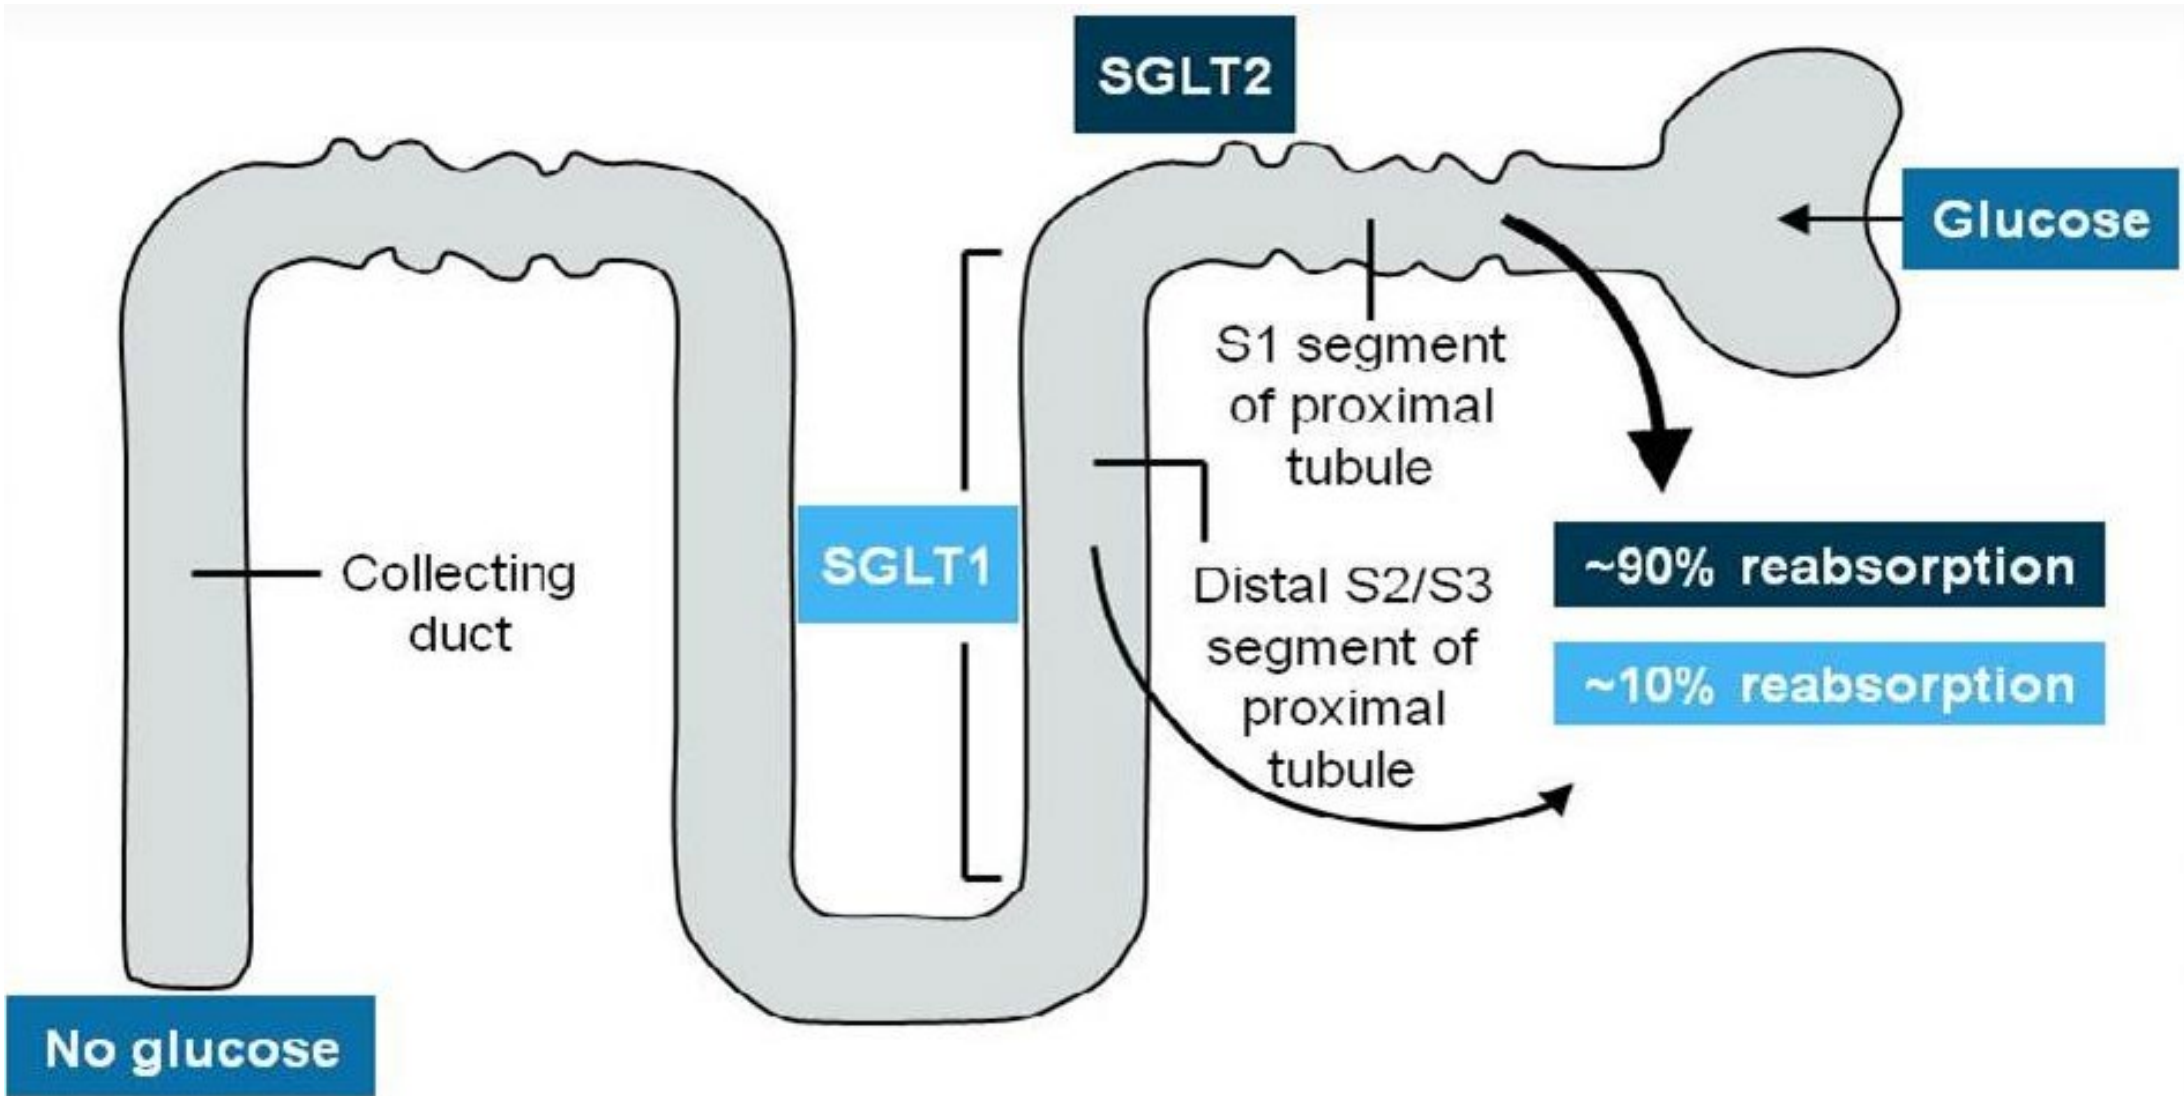 SGLT2
Glucose
S1 segment
of proximal
tubule
SGLT1
Collecting
duct
Distal S2/S3
segment of
proximal
tubule
~90% reabsorption
~10% reabsorption
No glucose